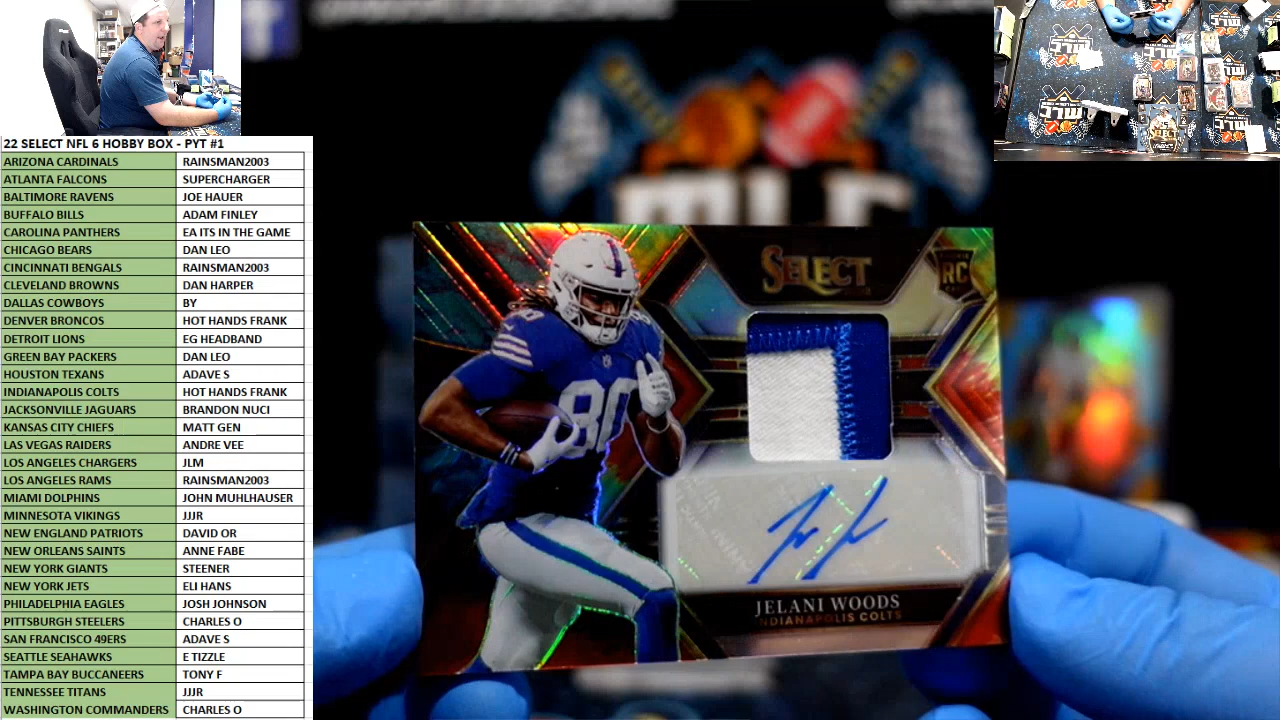 22 SELECT NFL 6 HOBBY BOX - PYT #1
ARIZONA CARDINALS RAINSMAN2003
ATLANTA FALCONS SUPERCHARGER
BALTIMORE RAVENS JOE HAUER
BUFFALO BILLS ADAM FINLEY
CAROLINA PANTHERS EA ITS IN THE GAME
CHICAGO BEARS DAN LEO
CINCINNATI BENGALS RAINSMAN2003
CLEVELAND BROWNS DAN HARPER
DALLAS COWBOYS BY
DENVER BRONCOS HOT HANDS FRANK
DETROIT LIONS EG HEADBAND
GREEN BAY PACKERS DAN LEO
HOUSTON TEXANS ADAVE S
INDIANAPOLIS COLTS HOT HANDS FRANK
JACKSONVILLE JAGUARS BRANDON NUCI
KANSAS CITY CHIEFS MATT GEN
LAS VEGAS RAIDERS ANDRE VEE
LOS ANGELES CHARGERS JLM
LOS ANGELES RAMS RAINSMAN2003
MIAMI DOLPHINS JOHN MUHLHAUSER
MINNESOTA VIKINGS JJJR
NEW ENGLAND PATRIOTS DAVID OR
NEW ORLEANS SAINTS ANNE FABE
NEW YORK GIANTS STEENER
NEW YORK JETS ELI HANS
PHILADELPHIA EAGLES JOSH JOHNSON
PITTSBURGH STEELERS CHARLES O
SAN FRANCISCO 49ERS ADAVE S
SEATTLE SEAHAWKS E TIZZLE
TAMPA BAY BUCCANEERS TONY F
TENNESSEE TITANS JJJR
WASHINGTON COMMANDERS CHARLES O
SELECT
RC
80
80
JELANI WOODS
INDIANAPOLIS COLTS